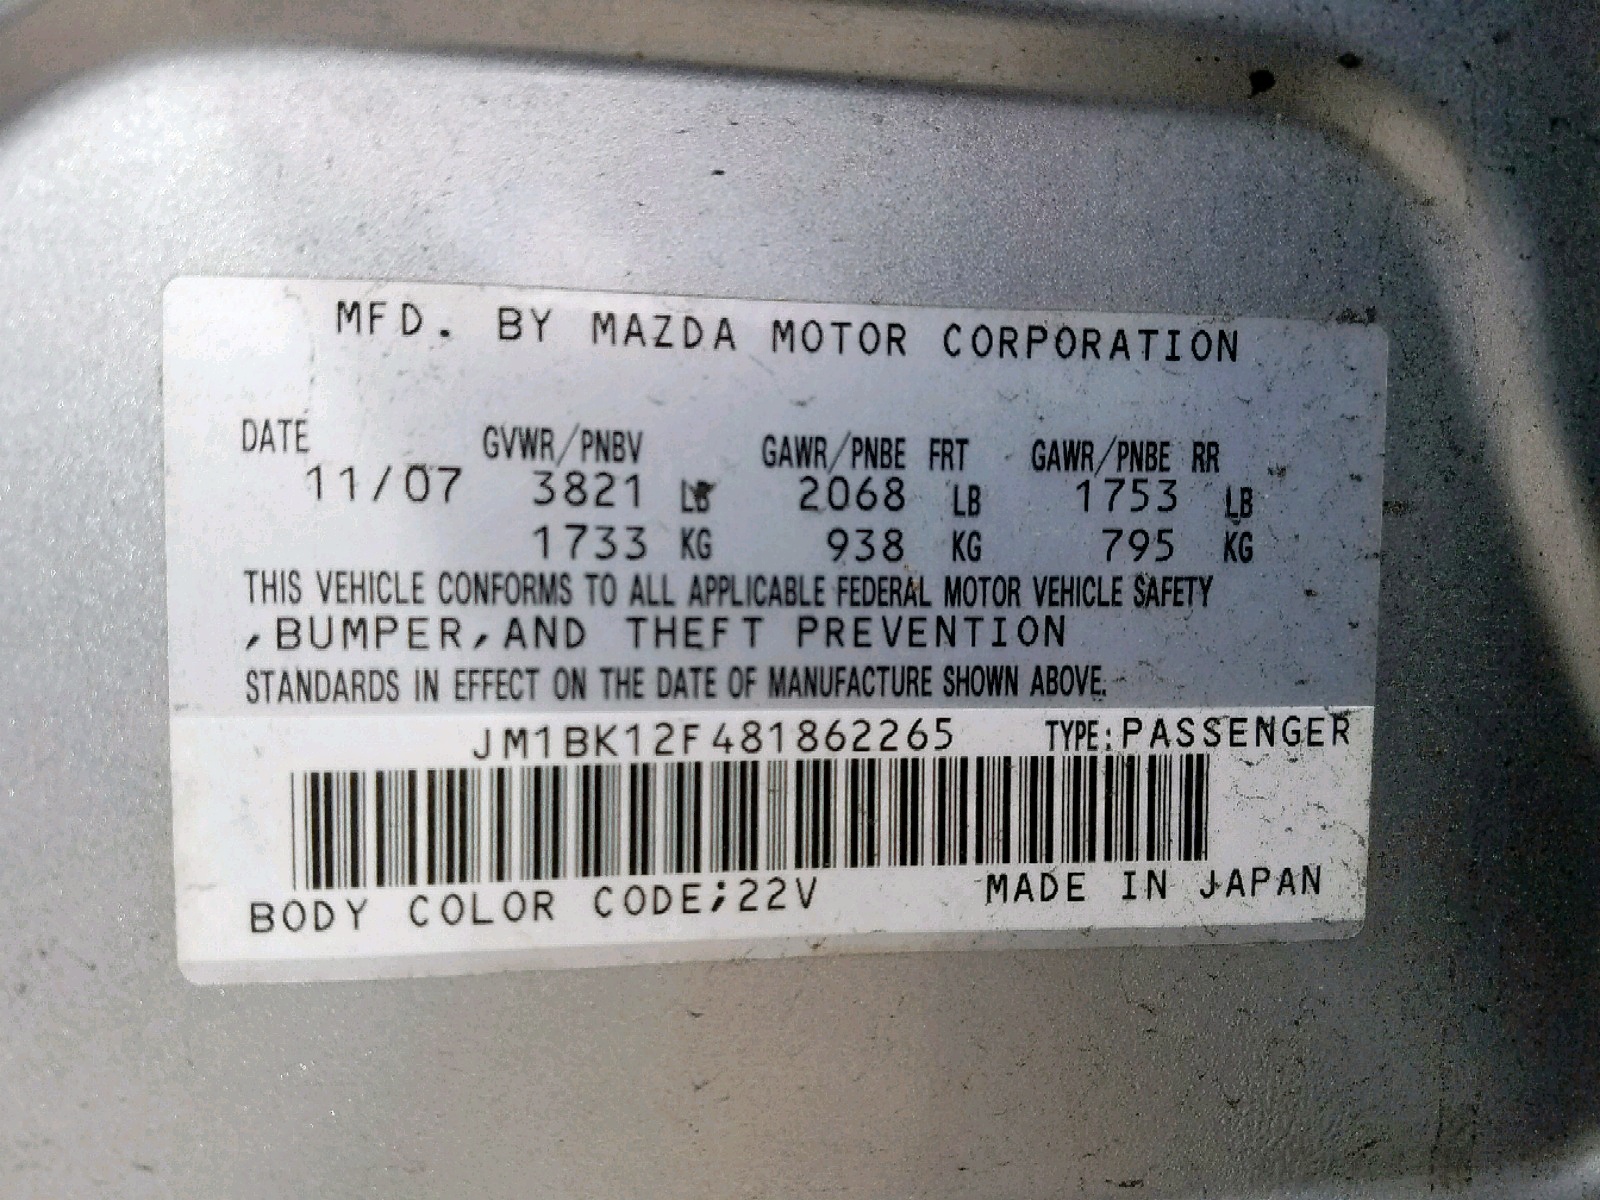 MFD. BY MAZDA MOTOR CORPORATION
DATE GVWR/PNBV GAWR/PNBE FRT GAWR/PNBE RR
11/07 3821 LB 2068 LB 1753 LB
1733 KG 938 KG 795 KG
THIS VEHICLE CONFORMS TO ALL APPLICABLE FEDERAL MOTOR VEHICLE SAFETY
,BUMPER,AND THEFT PREVENTION
STANDARDS IN EFFECT ON THE DATE OF MANUFACTURE SHOWN ABOVE.
JM1BK12F481862265 TYPE:PASSENGER
BODY COLOR CODE;22V MADE IN JAPAN